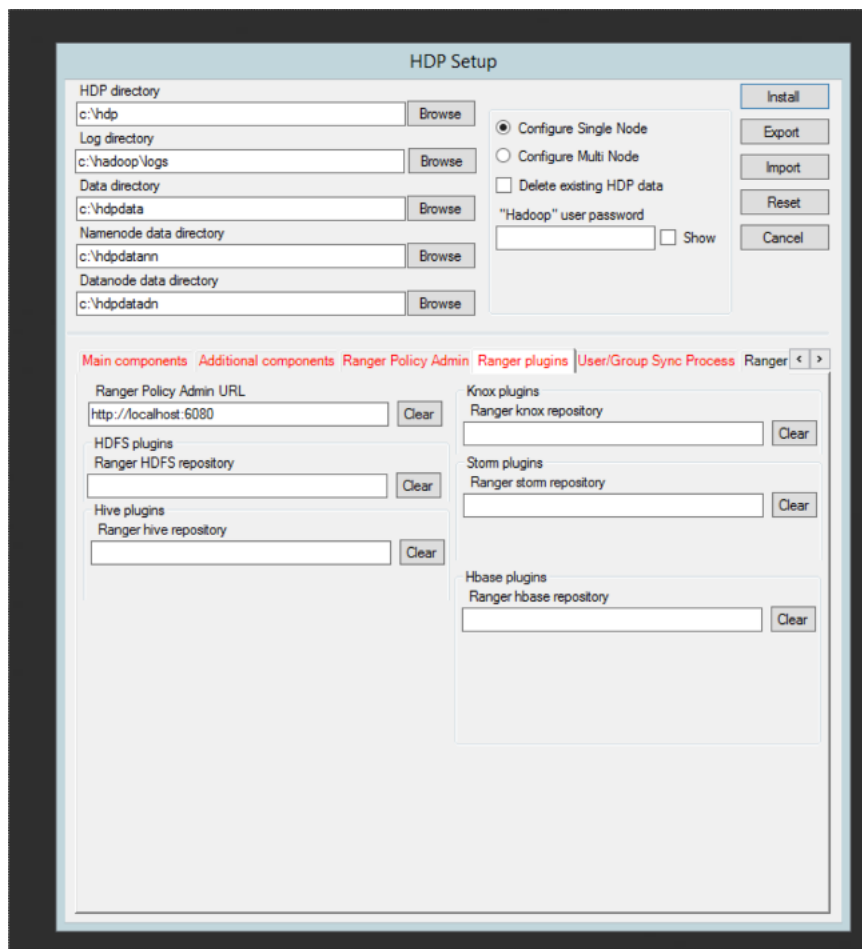 HDP Setup
HDP directory
c:\hdp
Browse
Log directory
c:\hadoop\logs
Browse
Data directory
c:\hdpdata
Browse
Namenode data directory
c:\hdpdatann
Browse
Datanode data directory
c:\hdpdatadn
Browse
Configure Single Node
Configure Multi Node
Delete existing HDP data
"Hadoop" user password
Show
Install
Export
Import
Reset
Cancel
Main components Additional components Ranger Policy Admin Ranger plugins User/Group Sync Process Ranger < >
Ranger Policy Admin URL
http://localhost:6080
Clear
HDFS plugins
Ranger HDFS repository
Clear
Hive plugins
Ranger hive repository
Clear
Knox plugins
Ranger knox repository
Clear
Storm plugins
Ranger storm repository
Clear
Hbase plugins
Ranger hbase repository
Clear